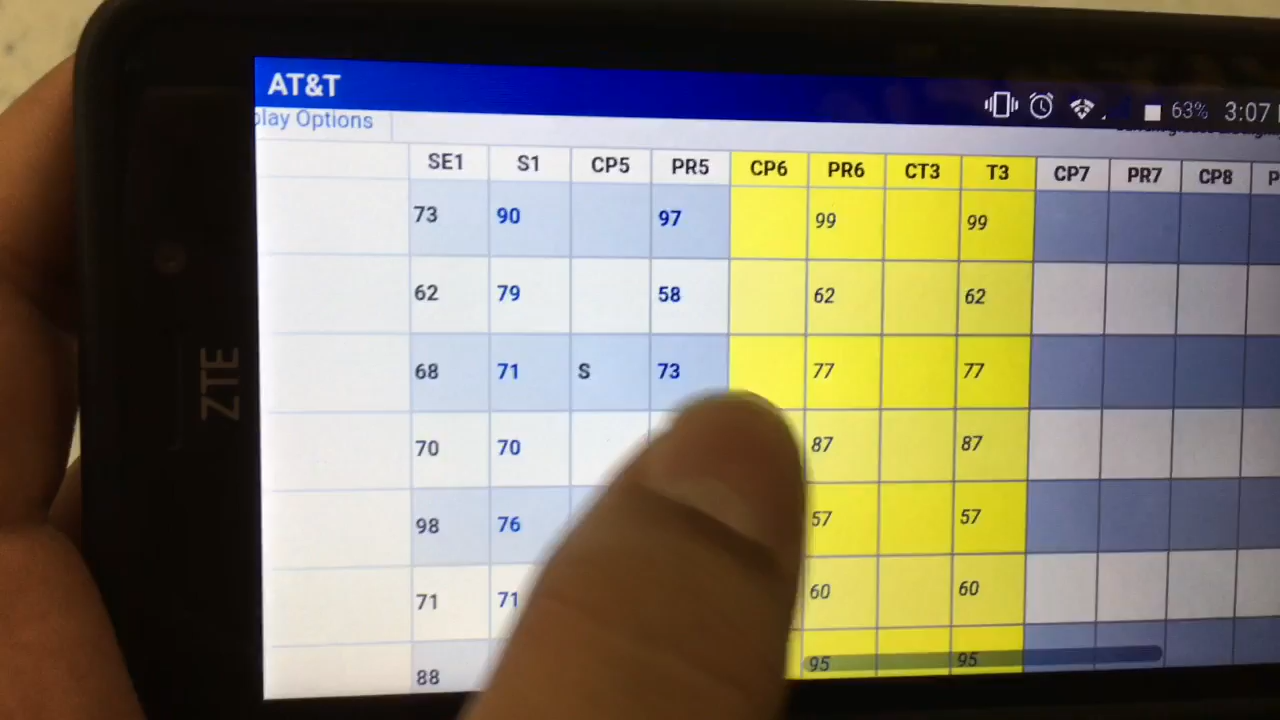 AT&T
63% 3:07
play Options
SE1 S1 CP5 PR5 CP6 PR6 CT3 T3 CP7 PR7 CP8 P
73 90 97 99 99
62 79 58 62 62
68 71 S 73 77 77
70 70 87 87
98 76 57 57
71 71 60 60
88 95 95
ZTE